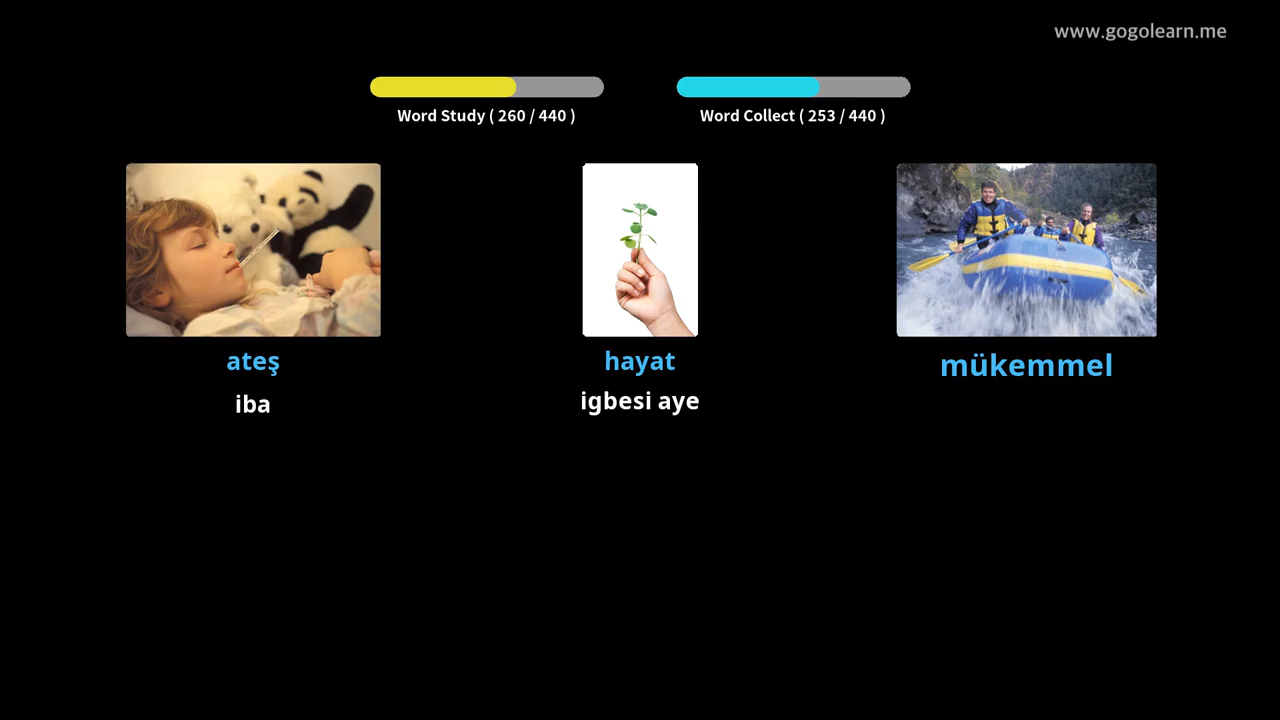 www.gogolearn.me
Word Study ( 260 / 440 )
Word Collect ( 253 / 440 )
ateş
hayat
mükemmel
iba
igbesi aye